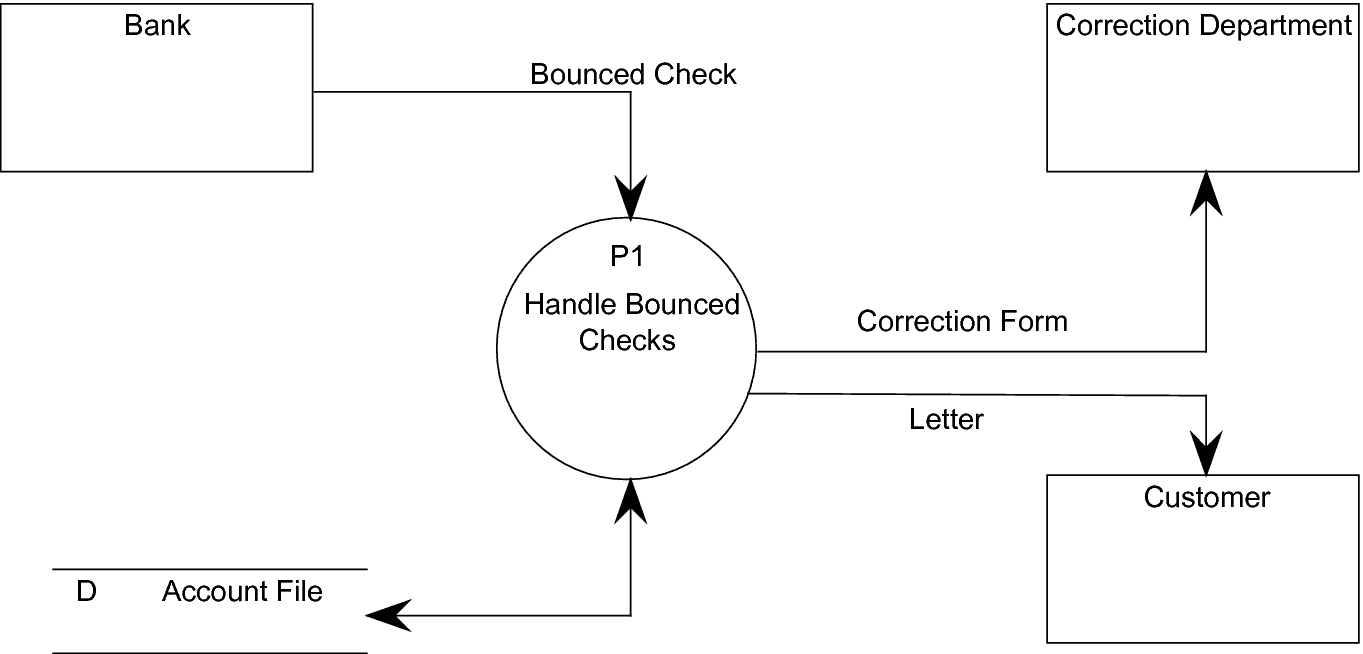 Bank
Correction Department
Bounced Check
P1
Handle Bounced
Checks
Correction Form
Letter
Customer
D Account File